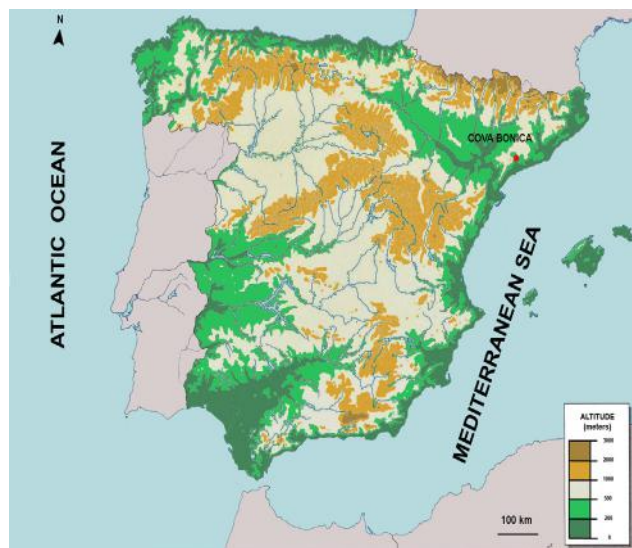 N
COVA BONICA
ATLANTIC OCEAN
MEDITERRANEAN SEA
ALTITUDE
(meters)
3000
2000
1000
500
200
0
100 km